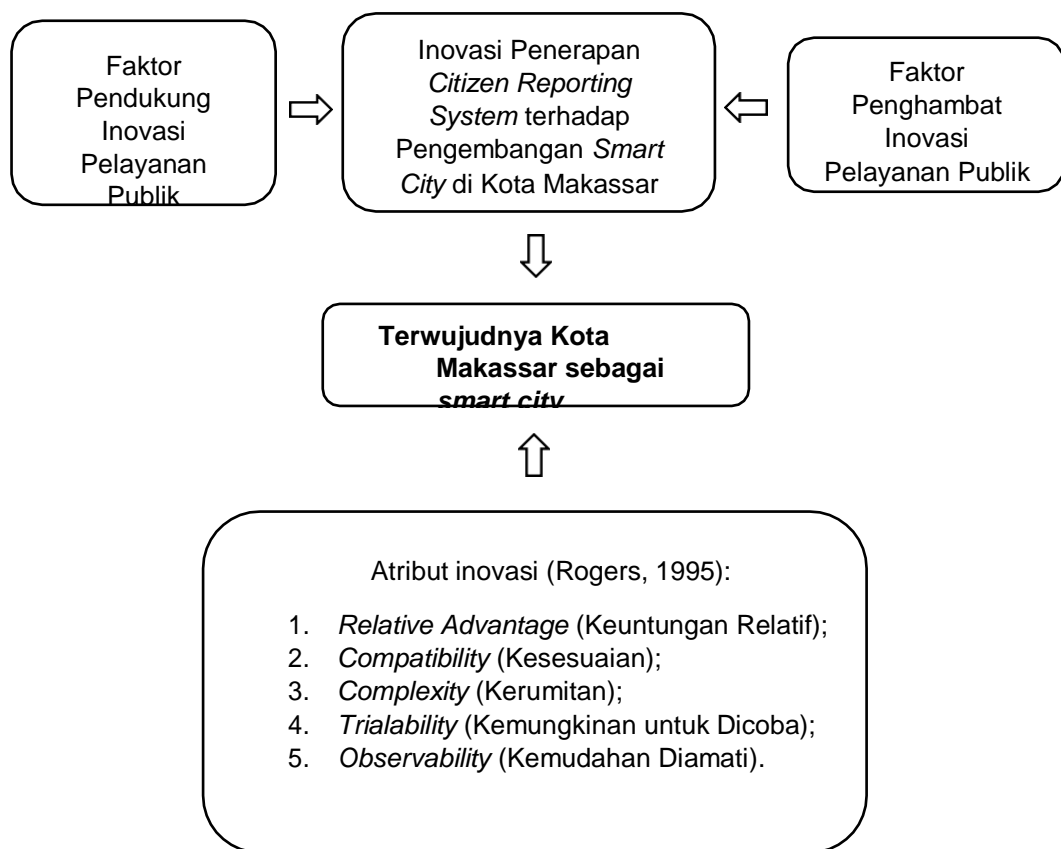 Faktor
Pendukung
Inovasi
Pelayanan
Publik
Inovasi Penerapan
Citizen Reporting
System terhadap
Pengembangan Smart
City di Kota Makassar
Faktor
Penghambat
Inovasi
Pelayanan Publik
Terwujudnya Kota
Makassar sebagai
smart city
Atribut inovasi (Rogers, 1995):
1. Relative Advantage (Keuntungan Relatif);
2. Compatibility (Kesesuaian);
3. Complexity (Kerumitan);
4. Trialability (Kemungkinan untuk Dicoba);
5. Observability (Kemudahan Diamati).